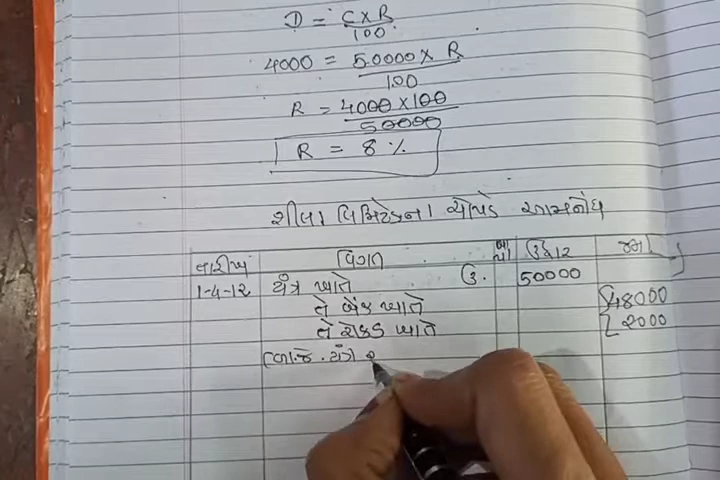 D = C x R
100
4000 = 50000 x R
100
R = 4000 x 100
50000
R = 8 %
શીલા લિમિટેડના ચોપડે આમનોંધ
તારીખ વિગત ખા પા ઉધાર જમા
1-4-12 યંત્ર ખાતે ઉ. 50000
તે બેંક ખાતે 48000
તે રોકડ ખાતે 2000
(બા.જે. યંત્રો